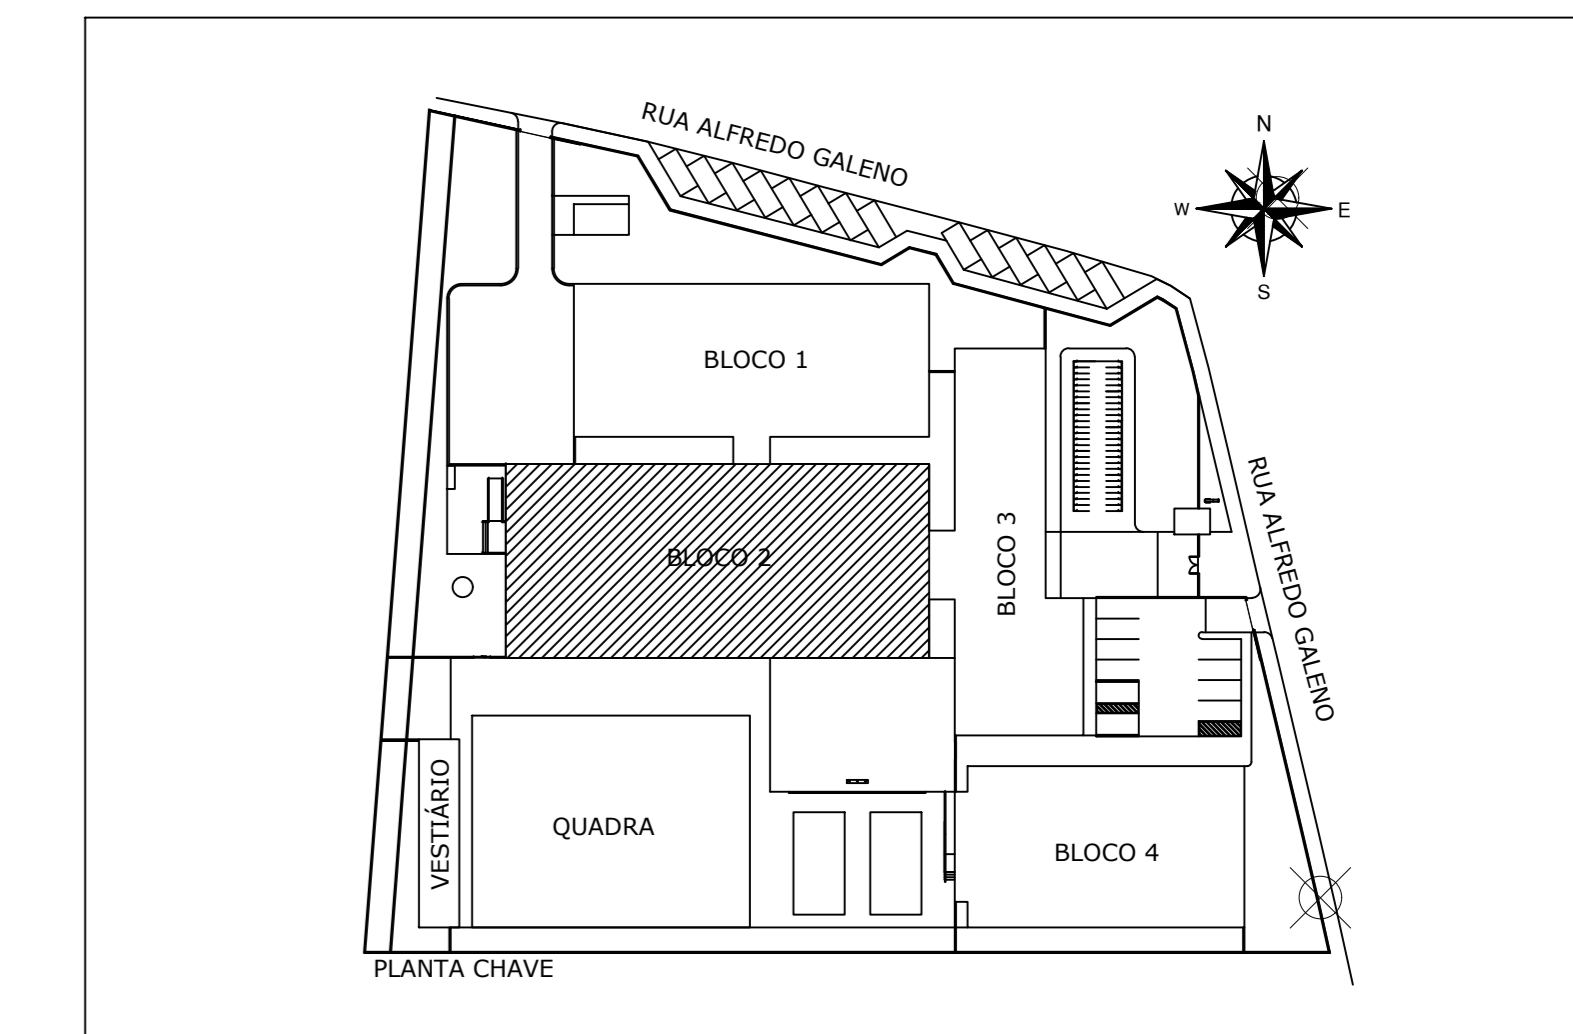 RUA ALFREDO GALENO
N
W
E
S
BLOCO 1
BLOCO 2
BLOCO 3
RUA ALFREDO GALENO
VESTIÁRIO
QUADRA
BLOCO 4
PLANTA CHAVE